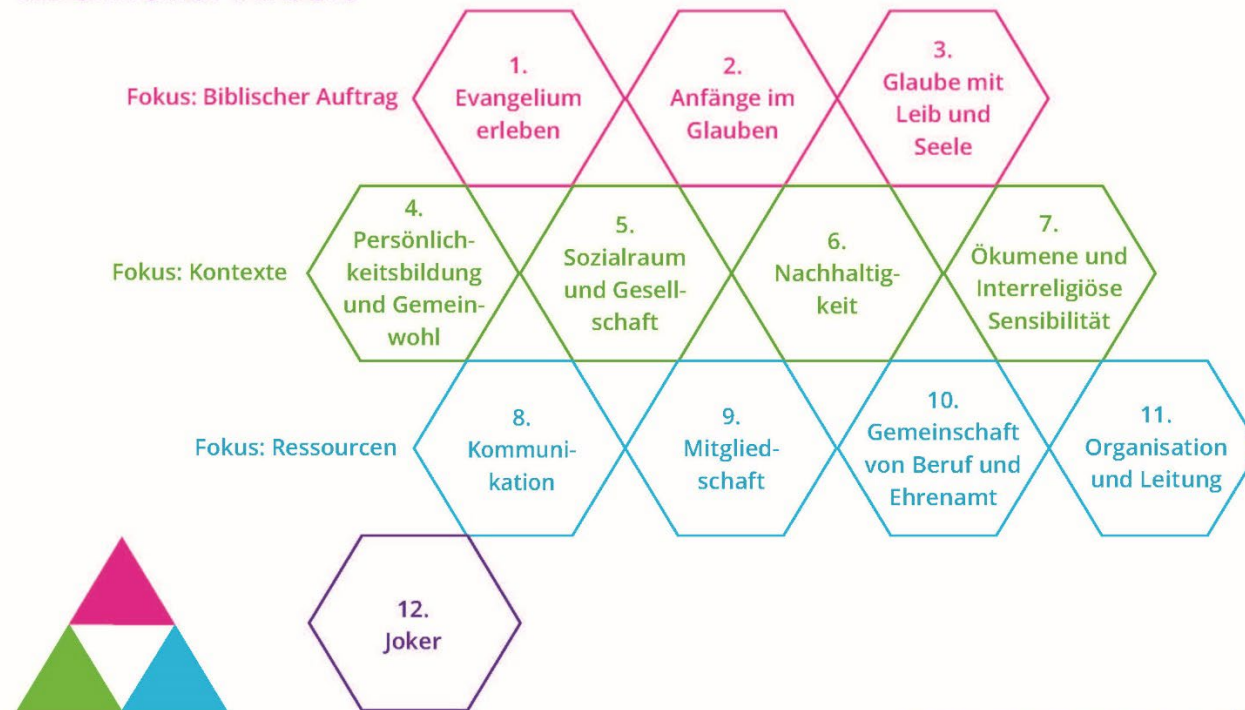 Fokus: Biblischer Auftrag
1.
Evangelium
erleben
2.
Anfänge im
Glauben
3.
Glaube mit
Leib und
Seele
Fokus: Kontexte
4.
Persönlich-
keitsbildung
und Gemein-
wohl
5.
Sozialraum
und Gesell-
schaft
6.
Nachhaltig-
keit
7.
Ökumene und
Interreligiöse
Sensibilität
Fokus: Ressourcen
8.
Kommuni-
kation
9.
Mitglied-
schaft
10.
Gemeinschaft
von Beruf und
Ehrenamt
11.
Organisation
und Leitung
12.
Joker